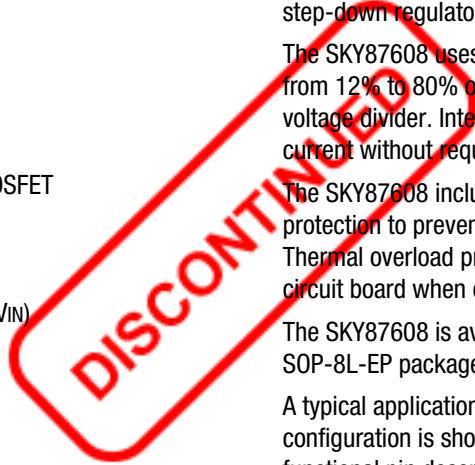 OSFET
VIN)
step-down regulato
The SKY87608 uses
from 12% to 80% o
voltage divider. Inte
current without requ
The SKY87608 inclu
protection to preven
Thermal overload pr
circuit board when
The SKY87608 is av
SOP-8L-EP package
A typical application
configuration is sho
DISCONTINUED